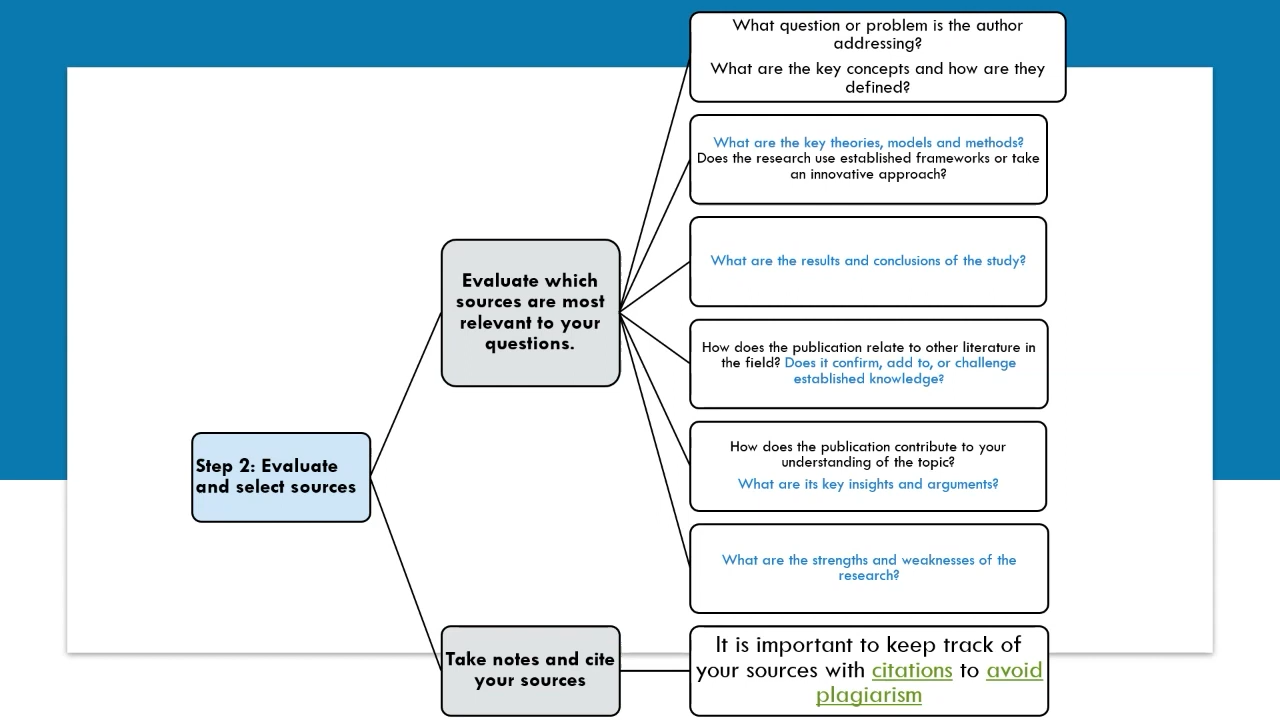 What question or problem is the author
addressing?
What are the key concepts and how are they
defined?
What are the key theories, models and methods?
Does the research use established frameworks or take
an innovative approach?
Evaluate which
sources are most
relevant to your
questions.
What are the results and conclusions of the study?
How does the publication relate to other literature in
the field? Does it confirm, add to, or challenge
established knowledge?
Step 2: Evaluate
and select sources
How does the publication contribute to your
understanding of the topic?
What are its key insights and arguments?
What are the strengths and weaknesses of the
research?
Take notes and cite
your sources
It is important to keep track of
your sources with citations to avoid
plagiarism